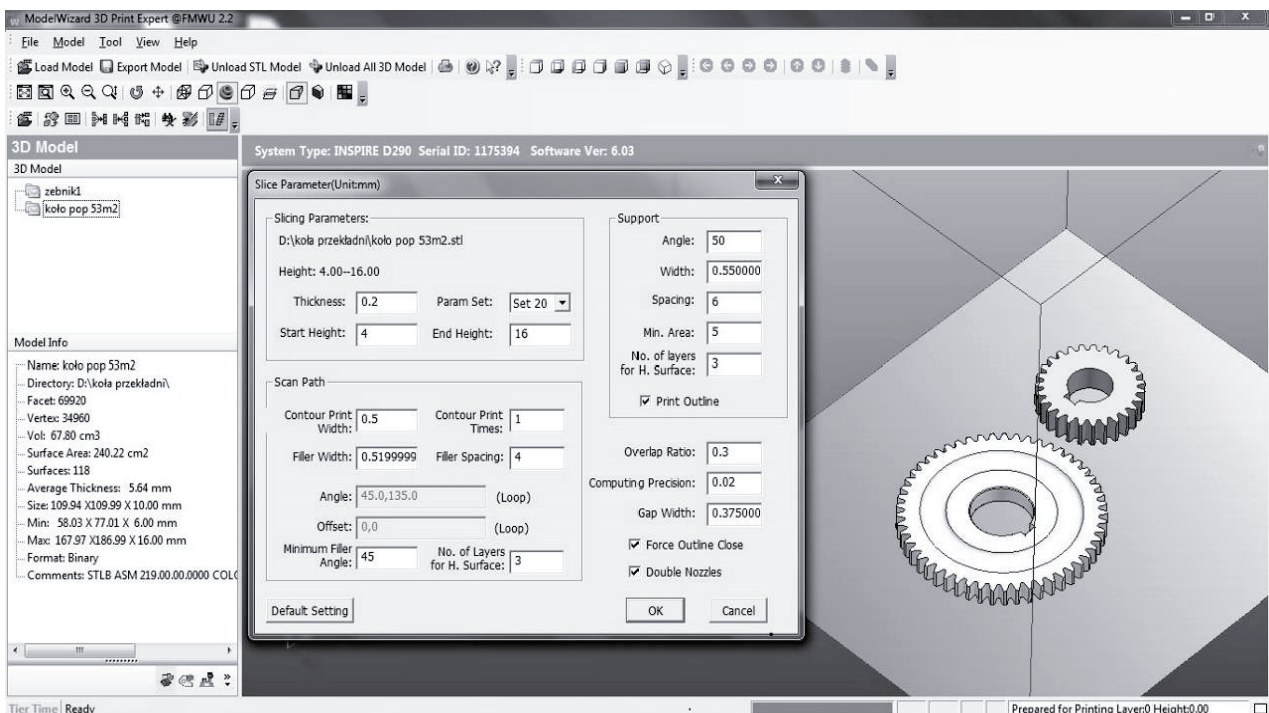 ModelWizard 3D Print Expert @FMWU 2.2
File Model Tool View Help
Load Model Export Model Unload STL Model Unload All 3D Model
3D Model
System Type: INSPIRE D290 Serial ID: 1175394 Software Ver: 6.03
3D Model
zebnik1
koło pop 53m2
Model Info
Name: koło pop 53m2
Directory: D:\koła przekładni\
Facet: 69920
Vertex: 34960
Vol: 67.80 cm3
Surface Area: 240.22 cm2
Surfaces: 118
Average Thickness: 5.64 mm
Size: 109.94 X109.99 X 10.00 mm
Min: 58.03 X 77.01 X 6.00 mm
Max: 167.97 X186.99 X 16.00 mm
Format: Binary
Comments: STLB ASM 219.00.00.0000 COLO
Slice Parameter(Unit:mm)
Slicing Parameters:
D:\koła przekładni\koło pop 53m2.stl
Height: 4.00--16.00
Thickness: 0.2 Param Set: Set 20
Start Height: 4 End Height: 16
Scan Path
Contour Print Width: 0.5 Contour Print Times: 1
Filler Width: 0.5199999 Filler Spacing: 4
Angle: 45.0,135.0 (Loop)
Offset: 0,0 (Loop)
Minimum Filler Angle: 45 No. of Layers for H. Surface: 3
Default Setting
Support
Angle: 50
Width: 0.550000
Spacing: 6
Min. Area: 5
No. of layers for H. Surface: 3
Print Outline
Overlap Ratio: 0.3
Computing Precision: 0.02
Gap Width: 0.375000
Force Outline Close
Double Nozzles
OK Cancel
Tier Time Ready
Prepared for Printing Layer:0 Height:0.00